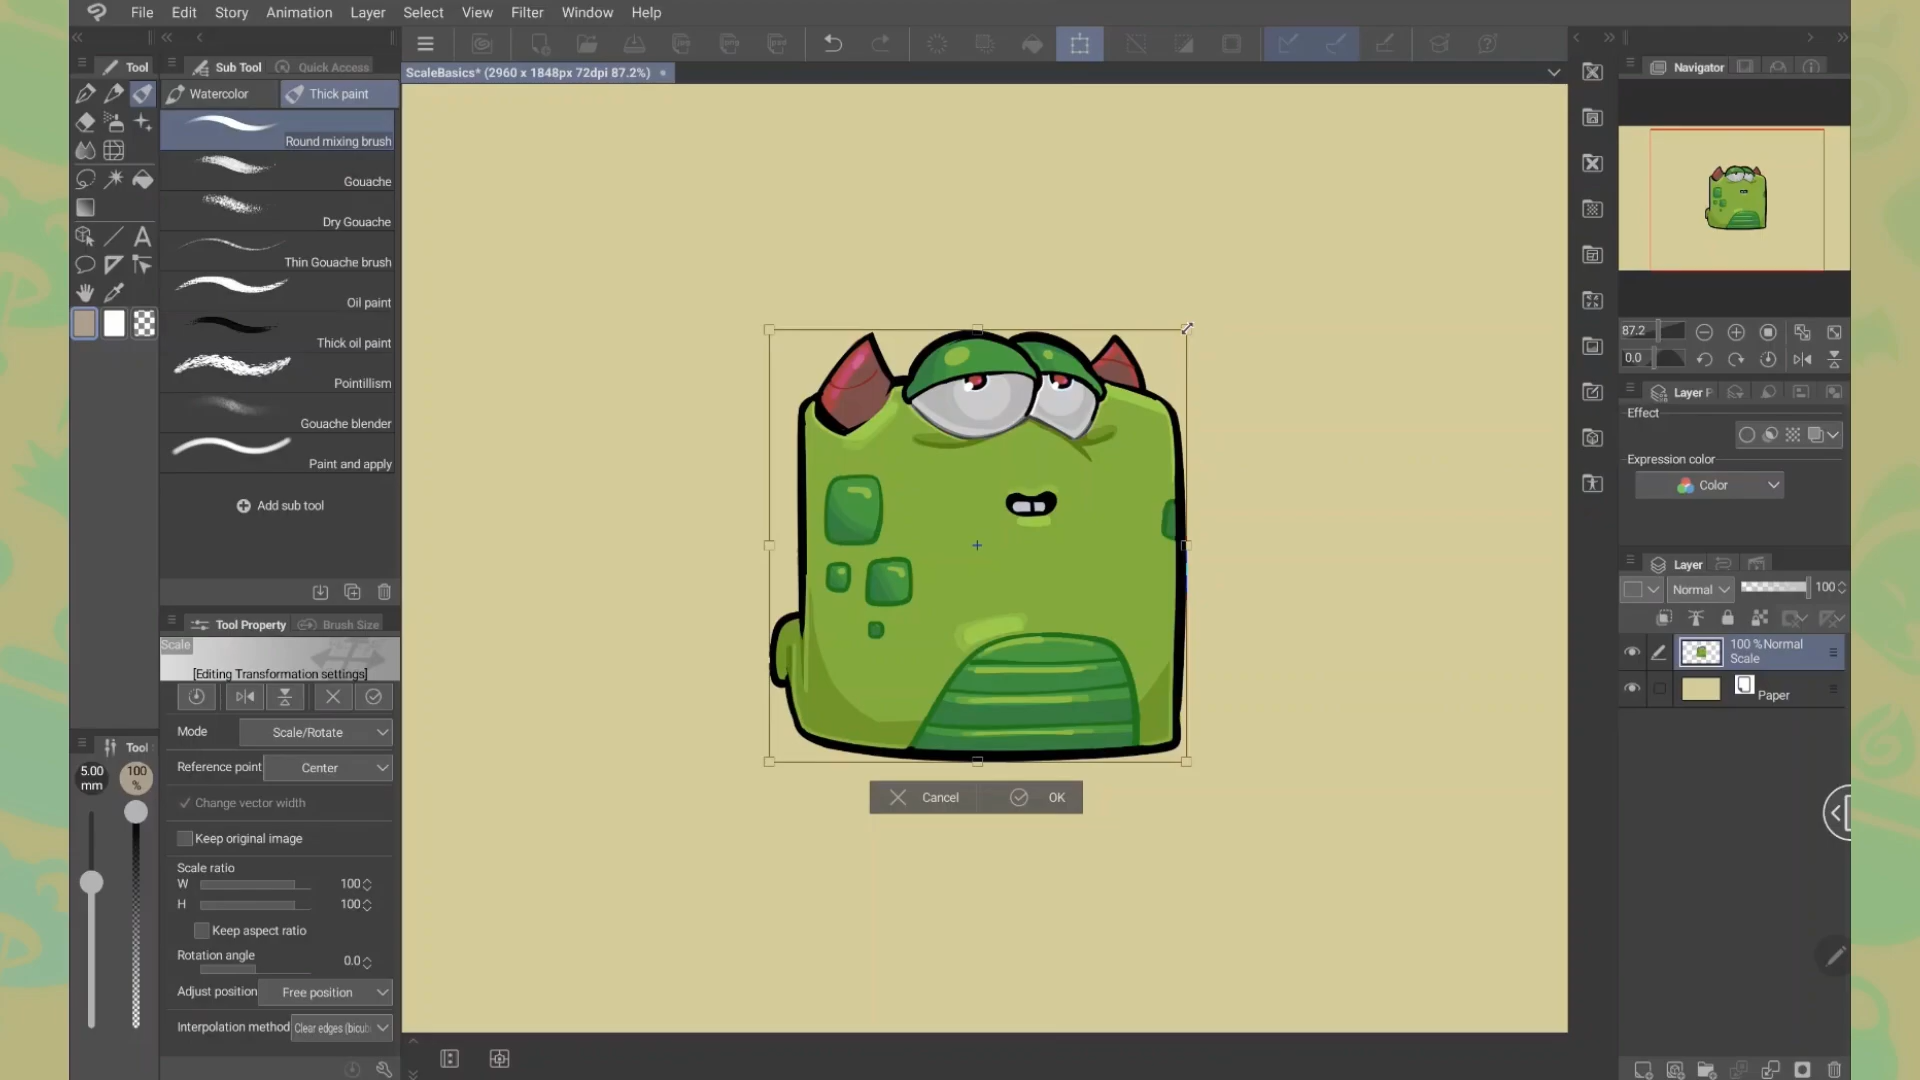 File Edit Story Animation Layer Select View Filter Window Help
Tool
Sub Tool Quick Access
ScaleBasics* (2960 x 1848px 72dpi 87.2%)
Navigator
Watercolor Thick paint
Round mixing brush
Gouache
Dry Gouache
Thin Gouache brush
Oil paint
Thick oil paint
Pointillism
Gouache blender
Paint and apply
Add sub tool
Tool Property Brush Size
Scale
[Editing Transformation settings]
Mode Scale/Rotate
Reference point Center
Change vector width
Keep original image
Scale ratio
W 100
H 100
Keep aspect ratio
Rotation angle 0.0
Adjust position Free position
Interpolation method Clear edges (bicub
Tool
5.00 mm
100 %
Cancel OK
87.2
0.0
Layer P
Effect
Expression color
Color
Layer
Normal 100
100 %Normal
Scale
Paper